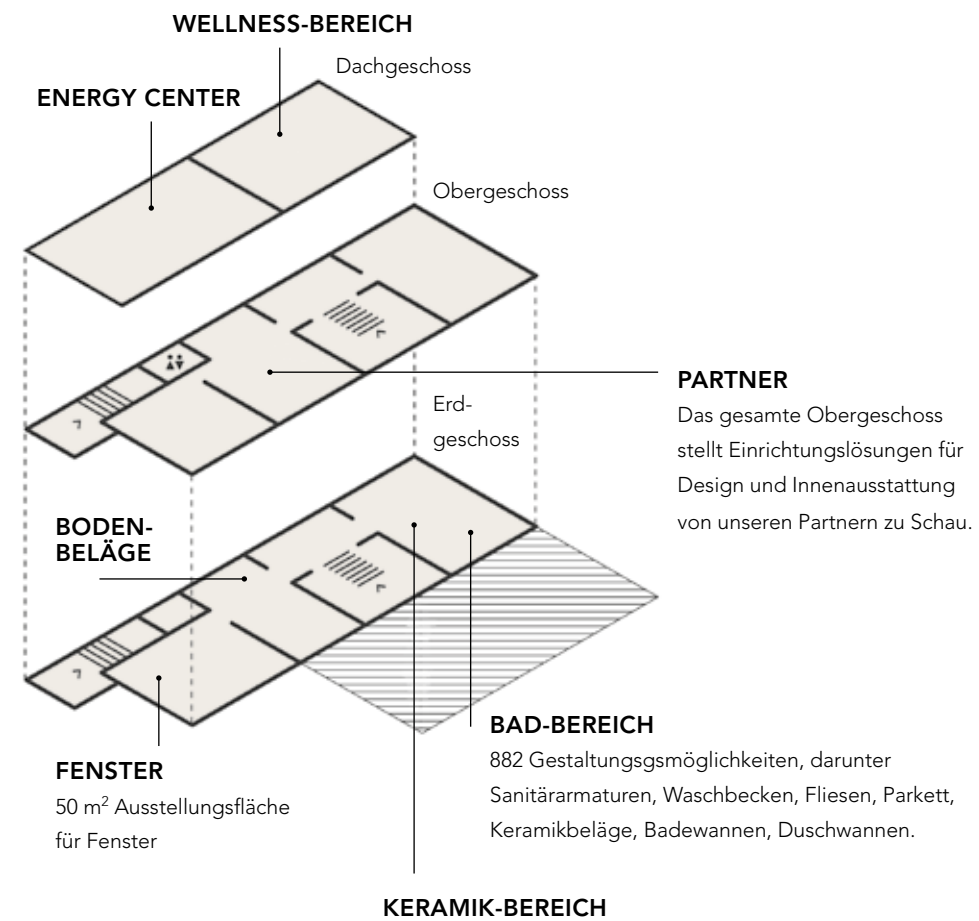 WELLNESS-BEREICH
Dachgeschoss
ENERGY CENTER
Obergeschoss
PARTNER
Das gesamte Obergeschoss
stellt Einrichtungslösungen für
Design und Innenausstattung
von unseren Partnern zu Schau.
Erd-
geschoss
BODEN-
BELÄGE
BAD-BEREICH
882 Gestaltungsgsmöglichkeiten, darunter
Sanitärarmaturen, Waschbecken, Fliesen, Parkett,
Keramikbeläge, Badewannen, Duschwannen.
FENSTER
50 m² Ausstellungsfläche
für Fenster
KERAMIK-BEREICH